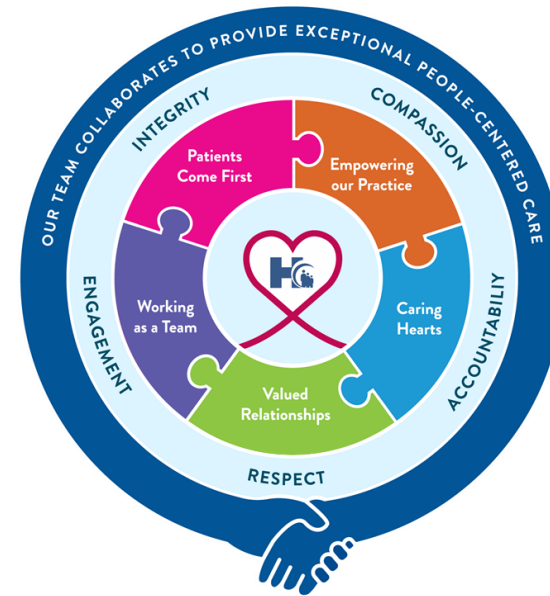 OUR TEAM COLLABORATES TO PROVIDE EXCEPTIONAL PEOPLE-CENTERED CARE
INTEGRITY
COMPASSION
Patients
Come First
Empowering
our Practice
Working
as a Team
Caring
Hearts
Valued
Relationships
ENGAGEMENT
ACCOUNTABILIY
RESPECT
H